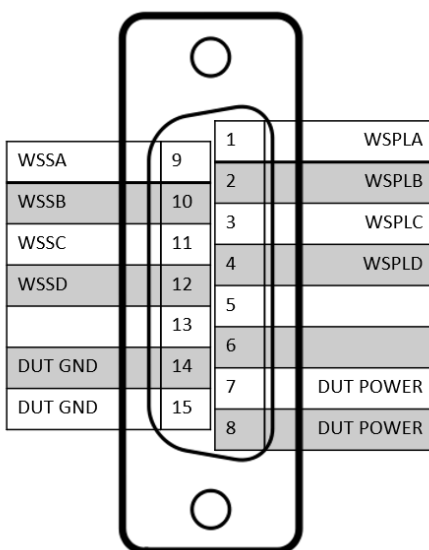 1 WSPLA
WSSA 9
2 WSPLB
WSSB 10
3 WSPLC
WSSC 11
4 WSPLD
WSSD 12
5
13
6
DUT GND 14
7 DUT POWER
DUT GND 15
8 DUT POWER